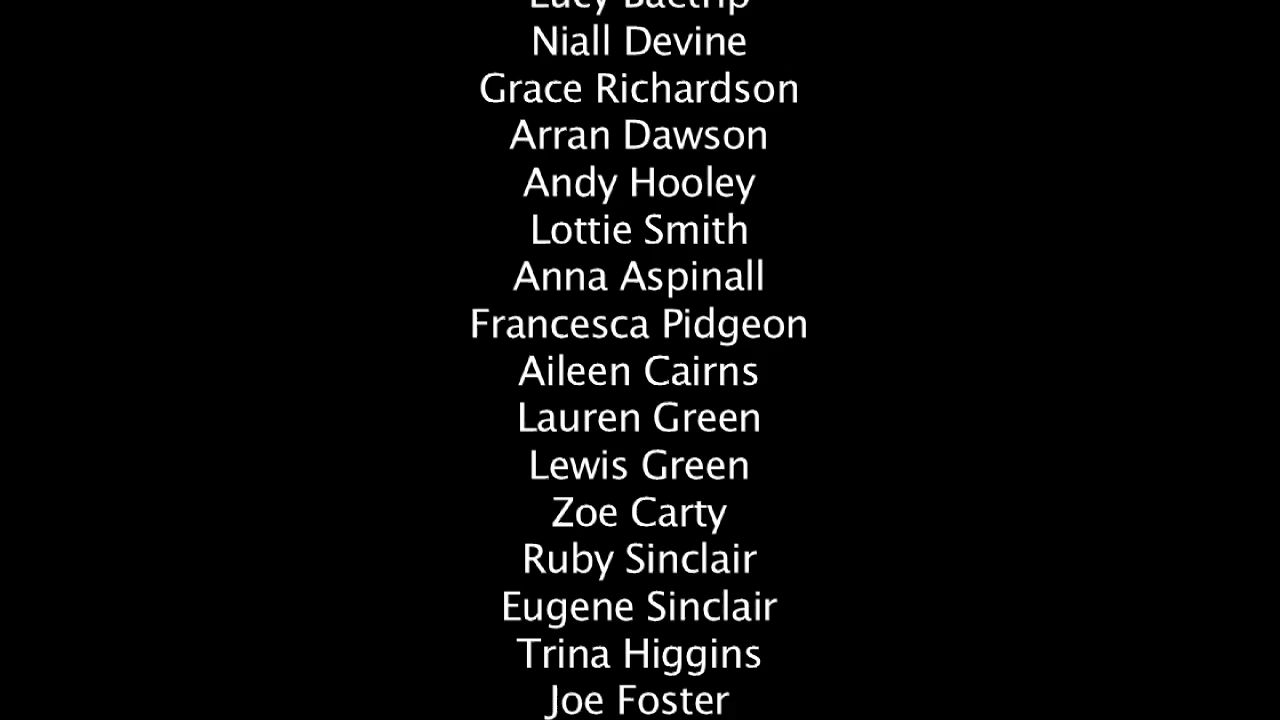 Niall Devine
Grace Richardson
Arran Dawson
Andy Hooley
Lottie Smith
Anna Aspinall
Francesca Pidgeon
Aileen Cairns
Lauren Green
Lewis Green
Zoe Carty
Ruby Sinclair
Eugene Sinclair
Trina Higgins
Joe Foster